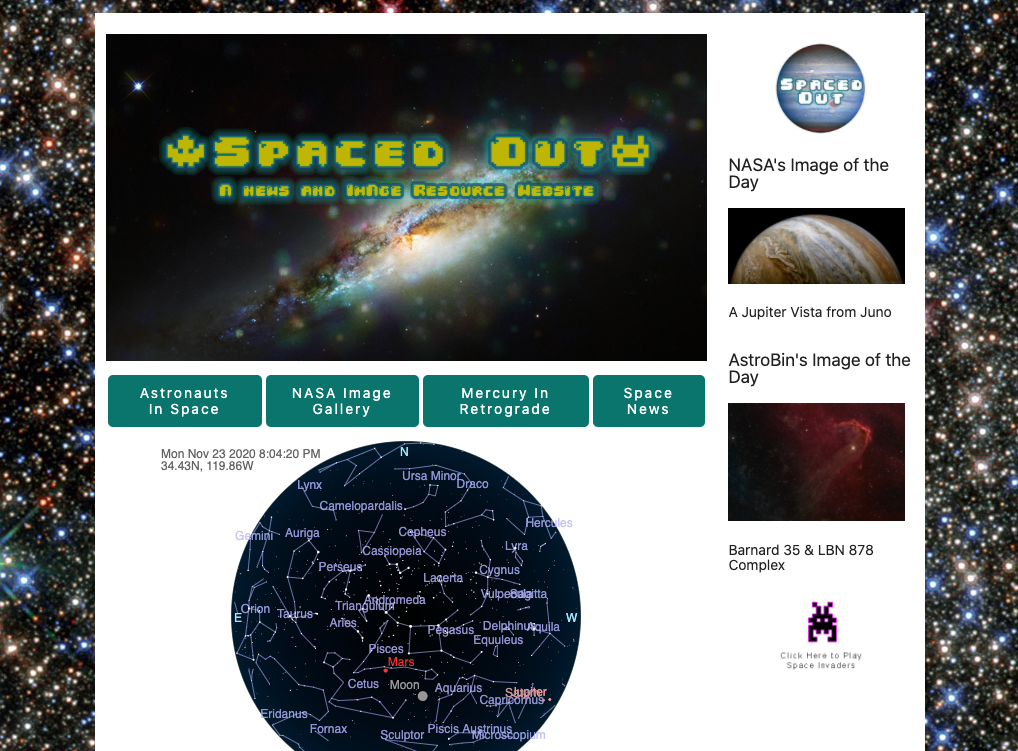 Spaced Out
A news and Image Resource Website
Astronauts
In Space
NASA Image
Gallery
Mercury In
Retrograde
Space
News
Mon Nov 23 2020 8:04:20 PM
34.43N, 119.86W
N
Ursa Minor
Draco
Lynx
Camelopardalis
Hercules
Gemini
Auriga
Cepheus
Lyra
Cassiopeia
Perseus
Cygnus
Lacerta
Vulpecula
Sagitta
Andromeda
Triangulum
Orion
Taurus
E
W
Aries
Pegasus
Delphinus
Aquila
Equuleus
Pisces
Mars
Cetus
Moon
Aquarius
Saturn
Jupiter
Capricornus
Eridanus
Fornax
Sculptor
Piscis Austrinus
Microscopium
SPACED
OUT
NASA's Image of the
Day
A Jupiter Vista from Juno
AstroBin's Image of the
Day
Barnard 35 & LBN 878
Complex
Click Here to Play
Space Invaders